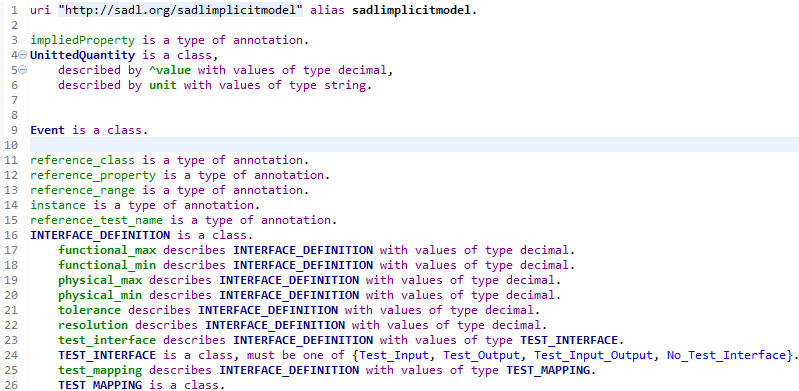 1 uri "http://sadl.org/sadlimplicitmodel" alias sadlimplicitmodel.
2
3 impliedProperty is a type of annotation.
4 UnittedQuantity is a class,
5 described by ^value with values of type decimal,
6 described by unit with values of type string.
7
8
9 Event is a class.
10
11 reference_class is a type of annotation.
12 reference_property is a type of annotation.
13 reference_range is a type of annotation.
14 instance is a type of annotation.
15 reference_test_name is a type of annotation.
16 INTERFACE_DEFINITION is a class.
17 functional_max describes INTERFACE_DEFINITION with values of type decimal.
18 functional_min describes INTERFACE_DEFINITION with values of type decimal.
19 physical_max describes INTERFACE_DEFINITION with values of type decimal.
20 physical_min describes INTERFACE_DEFINITION with values of type decimal.
21 tolerance describes INTERFACE_DEFINITION with values of type decimal.
22 resolution describes INTERFACE_DEFINITION with values of type decimal.
23 test_interface describes INTERFACE_DEFINITION with values of type TEST_INTERFACE.
24 TEST_INTERFACE is a class, must be one of {Test_Input, Test_Output, Test_Input_Output, No_Test_Interface}.
25 test_mapping describes INTERFACE_DEFINITION with values of type TEST_MAPPING.
26 TEST_MAPPING is a class.